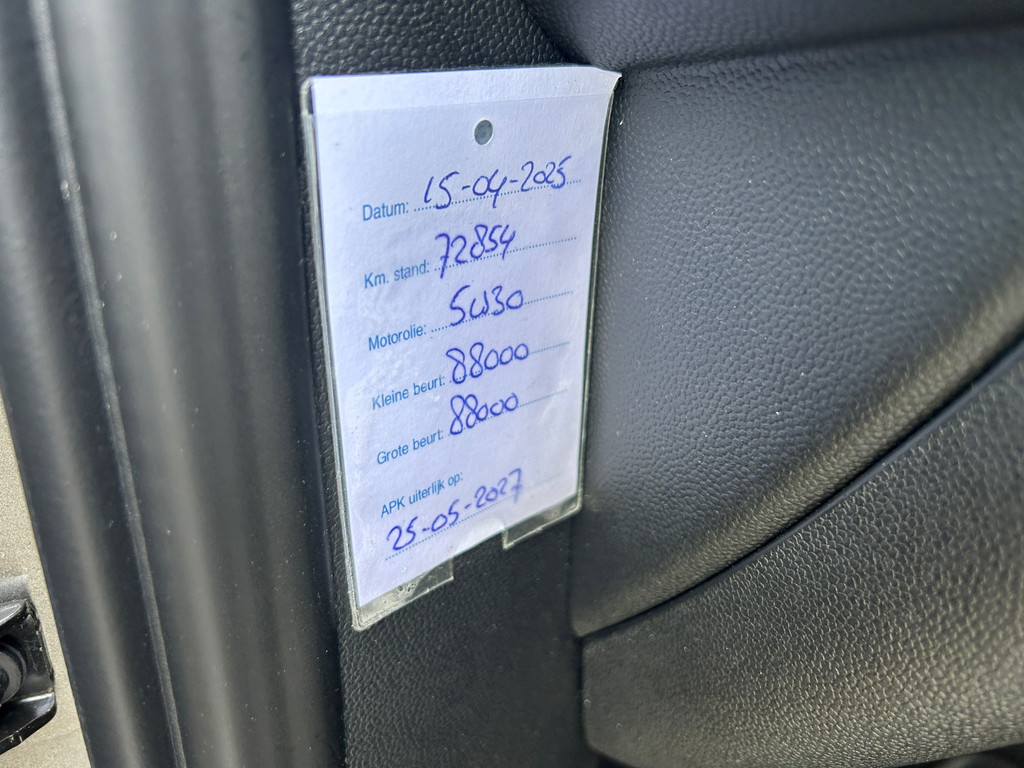 Datum: 15-04-2025
Km. stand: 72854
Motorolie: 5W30
Kleine beurt: 88000
Grote beurt: 88000
APK uiterlijk op:
25-05-2027